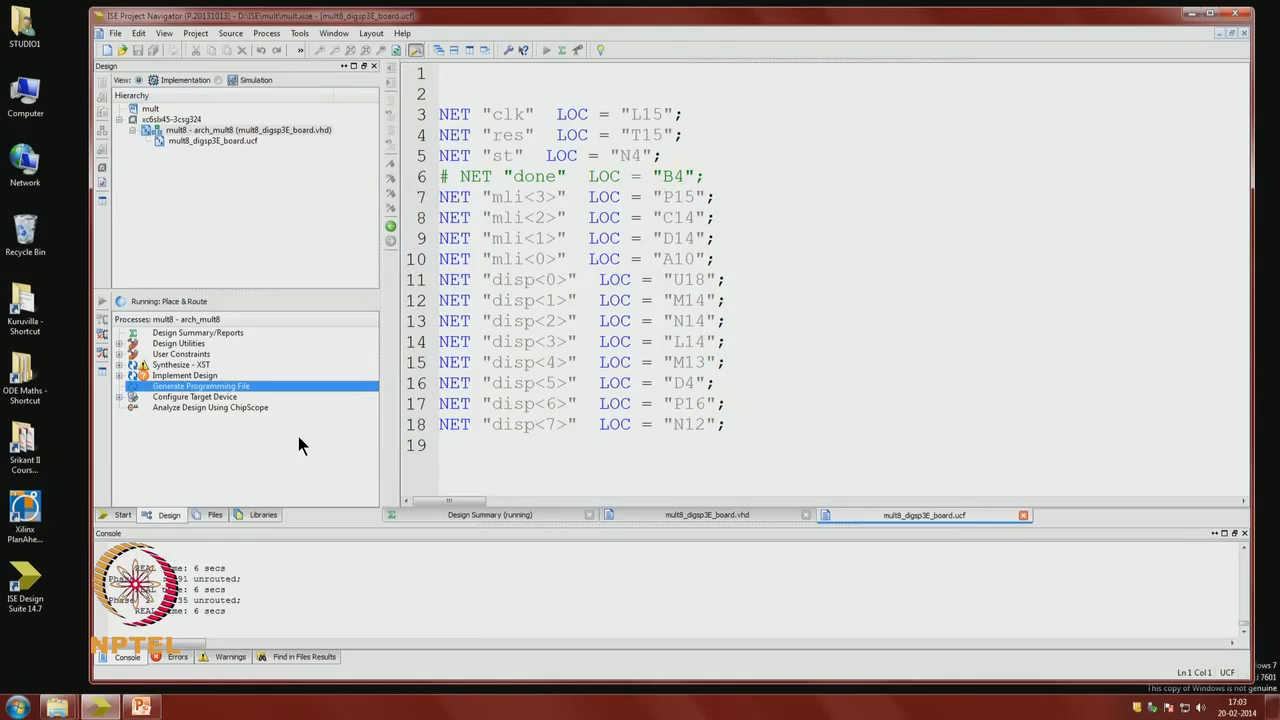 STUDIO1
Computer
Network
Recycle Bin
Kuruvilla - Shortcut
ODE Maths - Shortcut
Srikant II Cours...
Xilinx PlanAhe...
ISE Design Suite 14.7
ISE Project Navigator (P.20131013) - D:\ISE\mult\mult.xise - [mult8_digsp3E_board.ucf]
File Edit View Project Source Process Tools Window Layout Help
Design
View: Implementation Simulation
Hierarchy
mult
xc6slx45-3csg324
mult8 - arch_mult8 (mult8_digsp3E_board.vhd)
mult8_digsp3E_board.ucf
Running: Place & Route
Processes: mult8 - arch_mult8
Design Summary/Reports
Design Utilities
User Constraints
Synthesize - XST
Implement Design
Generate Programming File
Configure Target Device
Analyze Design Using ChipScope
Start Design Files Libraries
1
2
3 NET "clk" LOC = "L15";
4 NET "res" LOC = "T15";
5 NET "st" LOC = "N4";
6 # NET "done" LOC = "B4";
7 NET "mli<3>" LOC = "P15";
8 NET "mli<2>" LOC = "C14";
9 NET "mli<1>" LOC = "D14";
10 NET "mli<0>" LOC = "A10";
11 NET "disp<0>" LOC = "U18";
12 NET "disp<1>" LOC = "M14";
13 NET "disp<2>" LOC = "N14";
14 NET "disp<3>" LOC = "L14";
15 NET "disp<4>" LOC = "M13";
16 NET "disp<5>" LOC = "D4";
17 NET "disp<6>" LOC = "P16";
18 NET "disp<7>" LOC = "N12";
19
Design Summary (running) mult8_digsp3E_board.vhd mult8_digsp3E_board.ucf
Console
REAL time: 6 secs
Phase 91 unrouted;
REAL time: 6 secs
Phase 35 unrouted;
REAL time: 6 secs
NPTEL
Console Errors Warnings Find in Files Results
Ln 1 Col 1 UCF
7601
This copy of Windows is not genuine
17:03
20-02-2014